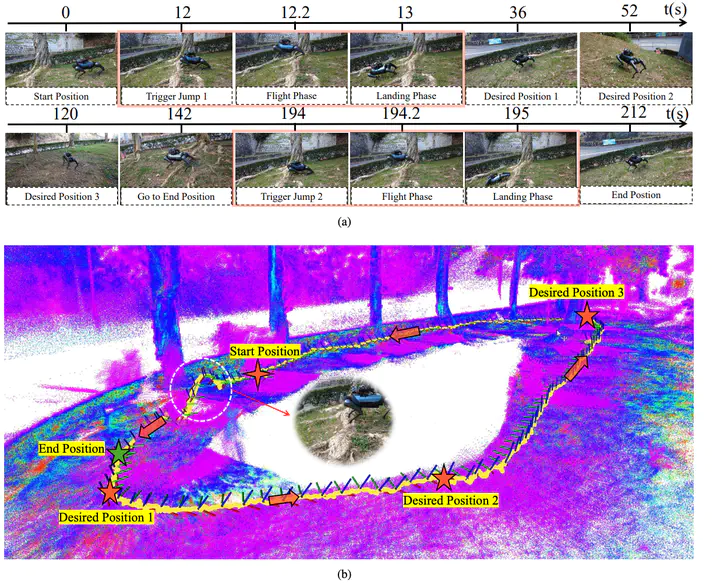 0 12 12.2 13 36 52 t(s)
Start Position Trigger Jump 1 Flight Phase Landing Phase Desired Position 1 Desired Position 2
120 142 194 194.2 195 212 t(s)
Desired Position 3 Go to End Position Trigger Jump 2 Flight Phase Landing Phase End Postion
(a)
Desired Position 3
Start Position
End Position
Desired Position 2
Desired Position 1
(b)